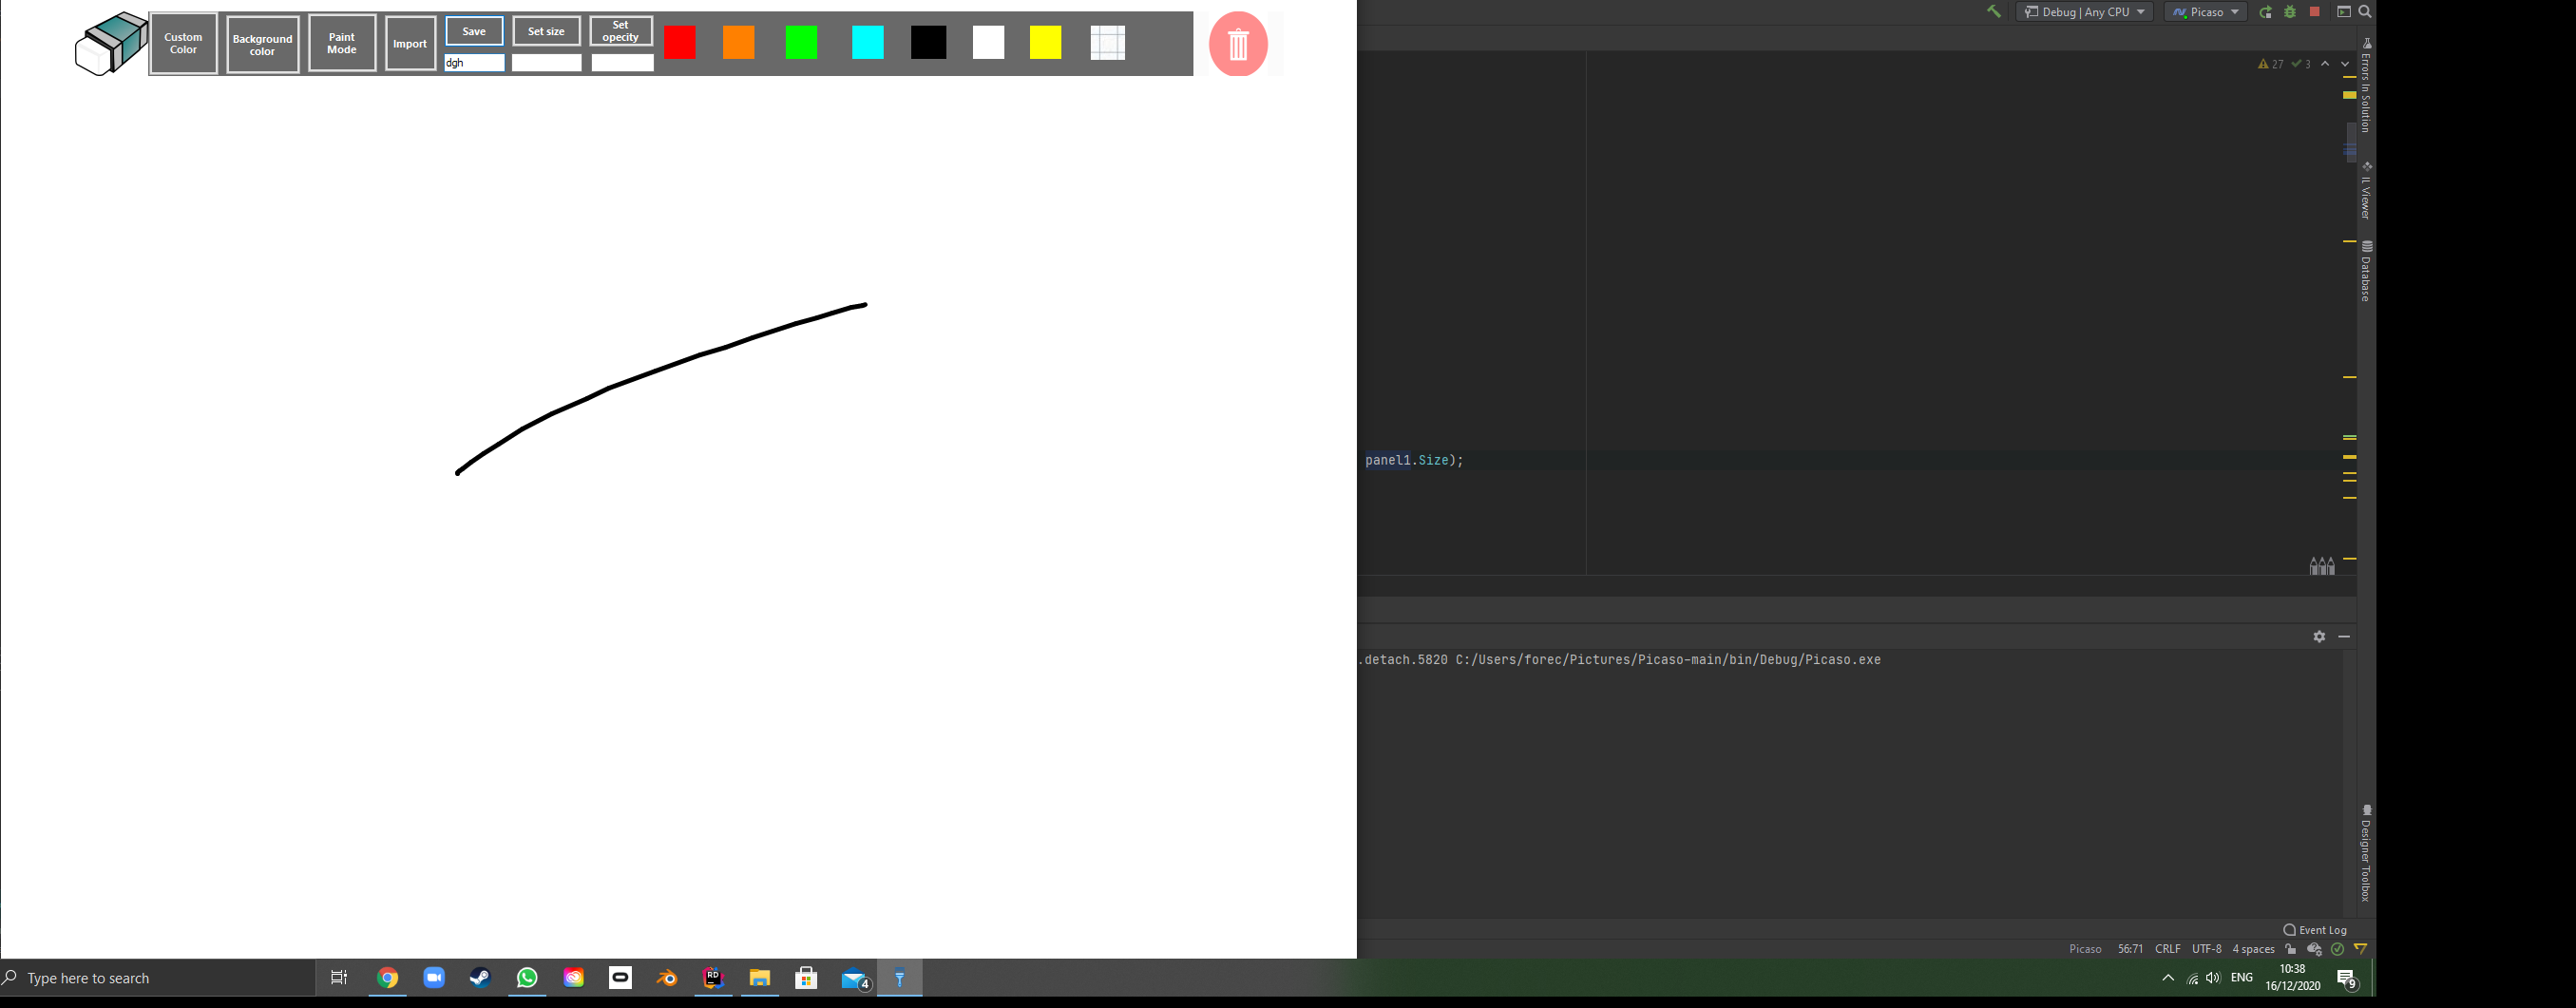 Custom
Color
Background
color
Paint
Mode
Import
Save
Set size
Set
opecity
dgh
Debug | Any CPU
Picaso
27
3
Errors In Solution
IL Viewer
Database
panel1.Size);
.detach.5820 C:/Users/forec/Pictures/Picaso-main/bin/Debug/Picaso.exe
Designer Toolbox
Event Log
Picaso 56:71 CRLF UTF-8 4 spaces
Type here to search
RD
4
ENG
10:38
16/12/2020
9